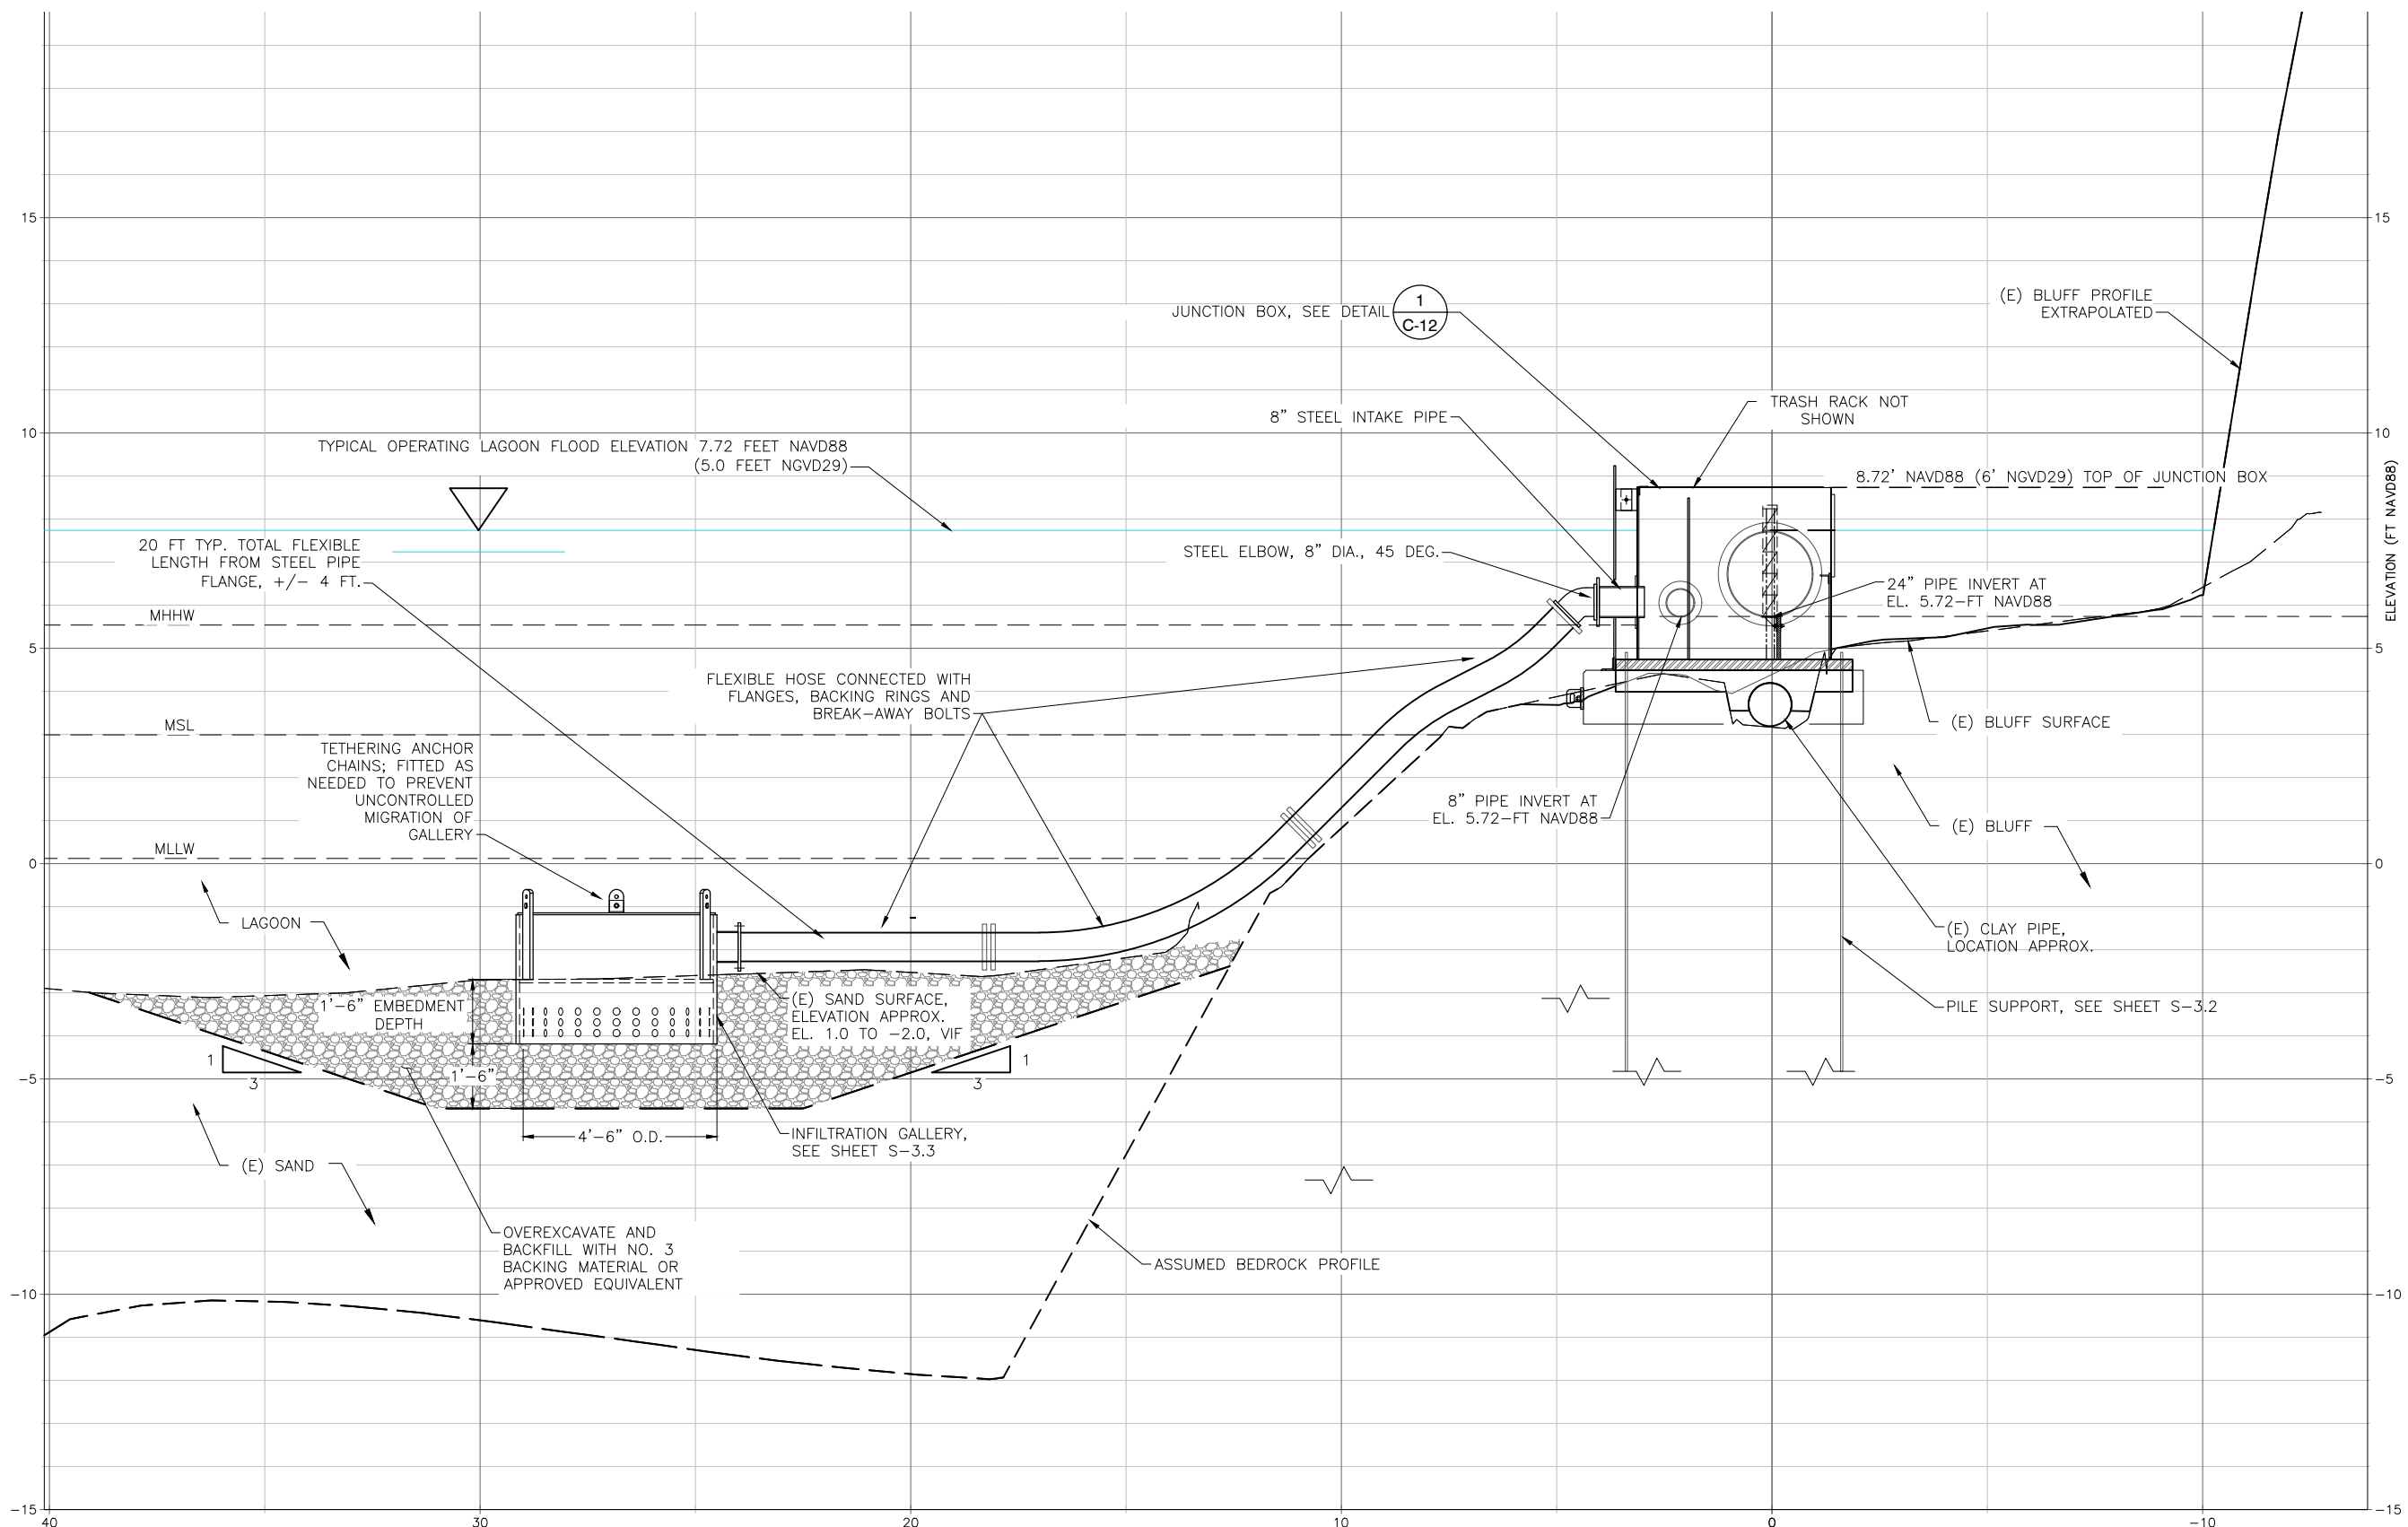 15
15
(E) BLUFF PROFILE
EXTRAPOLATED
JUNCTION BOX, SEE DETAIL
1
C-12
TRASH RACK NOT
SHOWN
8" STEEL INTAKE PIPE
10
TYPICAL OPERATING LAGOON FLOOD ELEVATION 7.72 FEET NAVD88
(5.0 FEET NGVD29)
8.72' NAVD88 (6' NGVD29) TOP OF JUNCTION BOX
10
ELEVATION (FT NAVD88)
20 FT TYP. TOTAL FLEXIBLE
LENGTH FROM STEEL PIPE
FLANGE, +/- 4 FT.
STEEL ELBOW, 8" DIA., 45 DEG.
24" PIPE INVERT AT
EL. 5.72-FT NAVD88
MHHW
5
5
FLEXIBLE HOSE CONNECTED WITH
FLANGES, BACKING RINGS AND
BREAK-AWAY BOLTS
MSL
(E) BLUFF SURFACE
TETHERING ANCHOR
CHAINS; FITTED AS
NEEDED TO PREVENT
UNCONTROLLED
MIGRATION OF
GALLERY
8" PIPE INVERT AT
EL. 5.72-FT NAVD88
(E) BLUFF
MLLW
0
0
LAGOON
(E) CLAY PIPE,
LOCATION APPROX.
1'-6" EMBEDMENT
DEPTH
(E) SAND SURFACE,
ELEVATION APPROX.
EL. 1.0 TO -2.0, VIF
PILE SUPPORT, SEE SHEET S-3.2
1
3
1'-6"
3
1
-5
-5
4'-6" O.D.
INFILTRATION GALLERY,
SEE SHEET S-3.3
(E) SAND
OVEREXCAVATE AND
BACKFILL WITH NO. 3
BACKING MATERIAL OR
APPROVED EQUIVALENT
ASSUMED BEDROCK PROFILE
-10
-10
-15
-15
40
30
20
10
0
-10